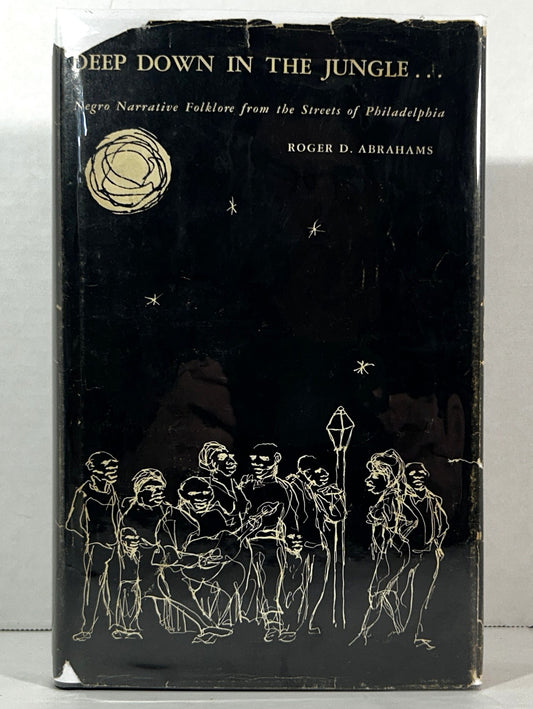 DEEP DOWN IN THE JUNGLE...
Negro Narrative Folklore from the Streets of Philadelphia
ROGER D. ABRAHAMS